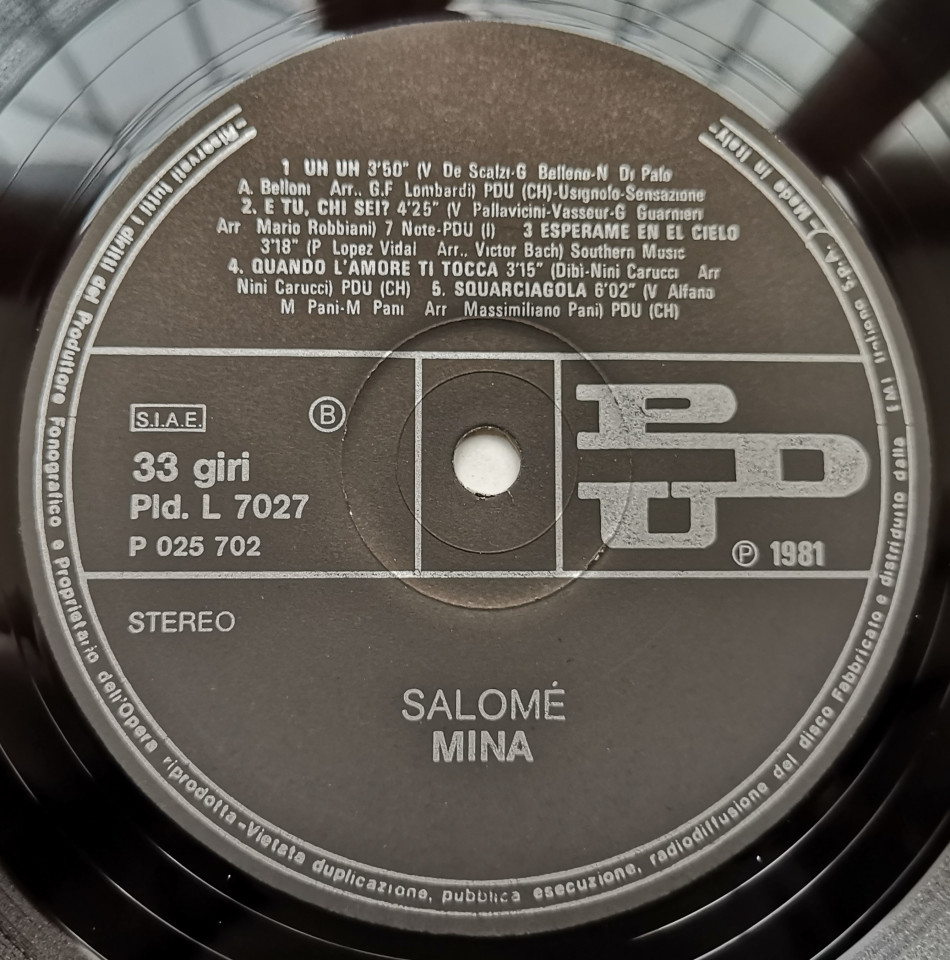 1 UH UH 3'50" (V De Scalzi-G Belleno-N Di Palo
A. Belloni Arr.. G.F Lombardi) PDU (CH)-Usignolo-Sensazione
2. E TU, CHI SEI? 4'25" (V Pallavicini-Vasseur-G Guarnieri
Arr Mario Robbiani) 7 Note-PDU (I) 3 ESPERAME EN EL CIELO
3'18" (P Lopez Vidal Arr.. Victor Bach) Southern Music
4. QUANDO L'AMORE TI TOCCA 3'15" (Dibi-Nini Carucci Arr
Nini Carucci) PDU (CH) 5. SQUARCIAGOLA 6'02" (V Alfano
M Pani-M Pani Arr Massimiliano Pani) PDU (CH)
S.I.A.E.
B
33 giri
Pld. L 7027
P 025 702
PDU
℗ 1981
STEREO
SALOMÉ
MINA
-Riservati tutti i diritti del Produttore Fonografico e Proprietario dell'Opera riprodotta-Vietata duplicazione, pubblica esecuzione, radiodiffusione del disco Fabbricato e distribuito dalla EMI Italiana S.p.A. Made in Italy-